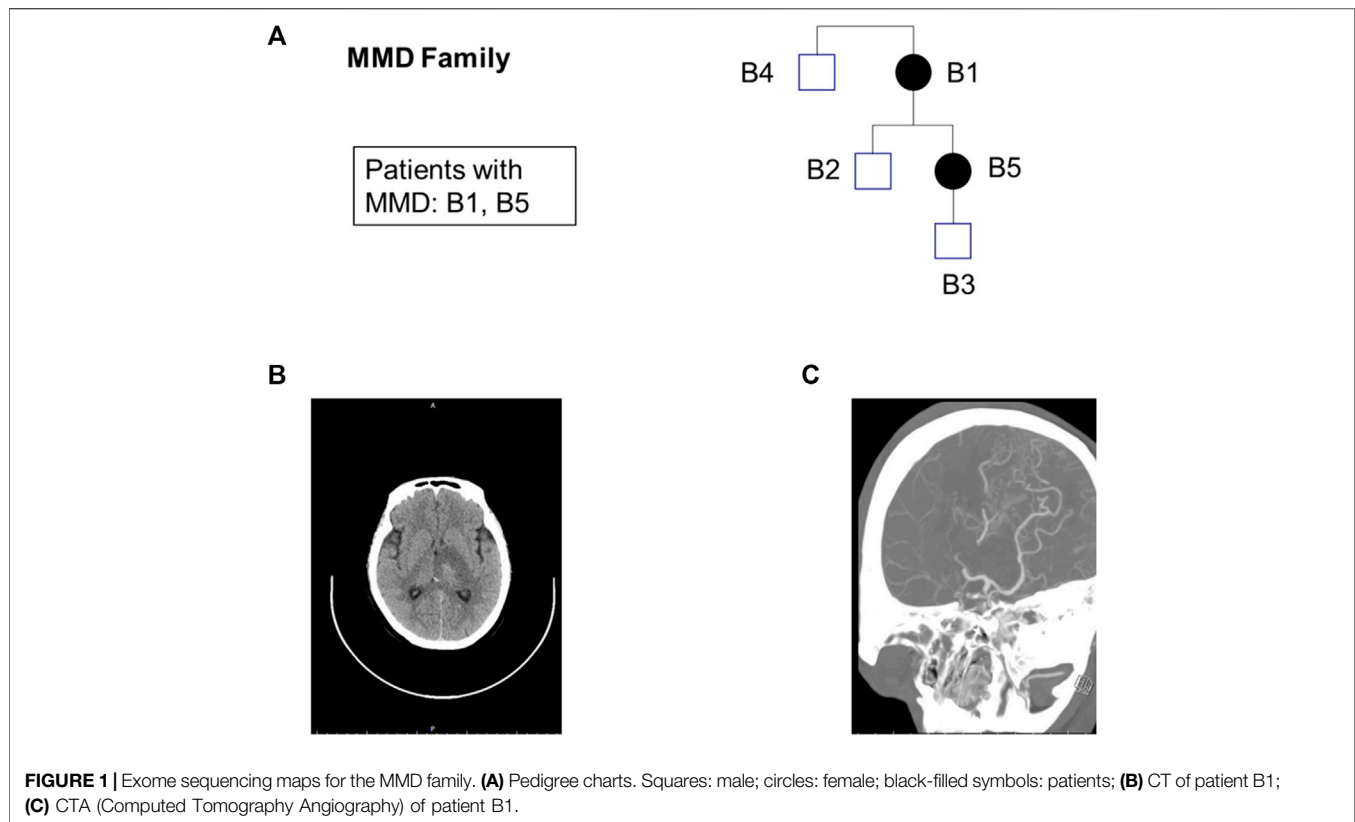 A
MMD Family
Patients with
MMD: B1, B5
B4
B1
B2
B5
B3
B
C
A
P
FIGURE 1 | Exome sequencing maps for the MMD family. (A) Pedigree charts. Squares: male; circles: female; black-filled symbols: patients; (B) CT of patient B1;
(C) CTA (Computed Tomography Angiography) of patient B1.